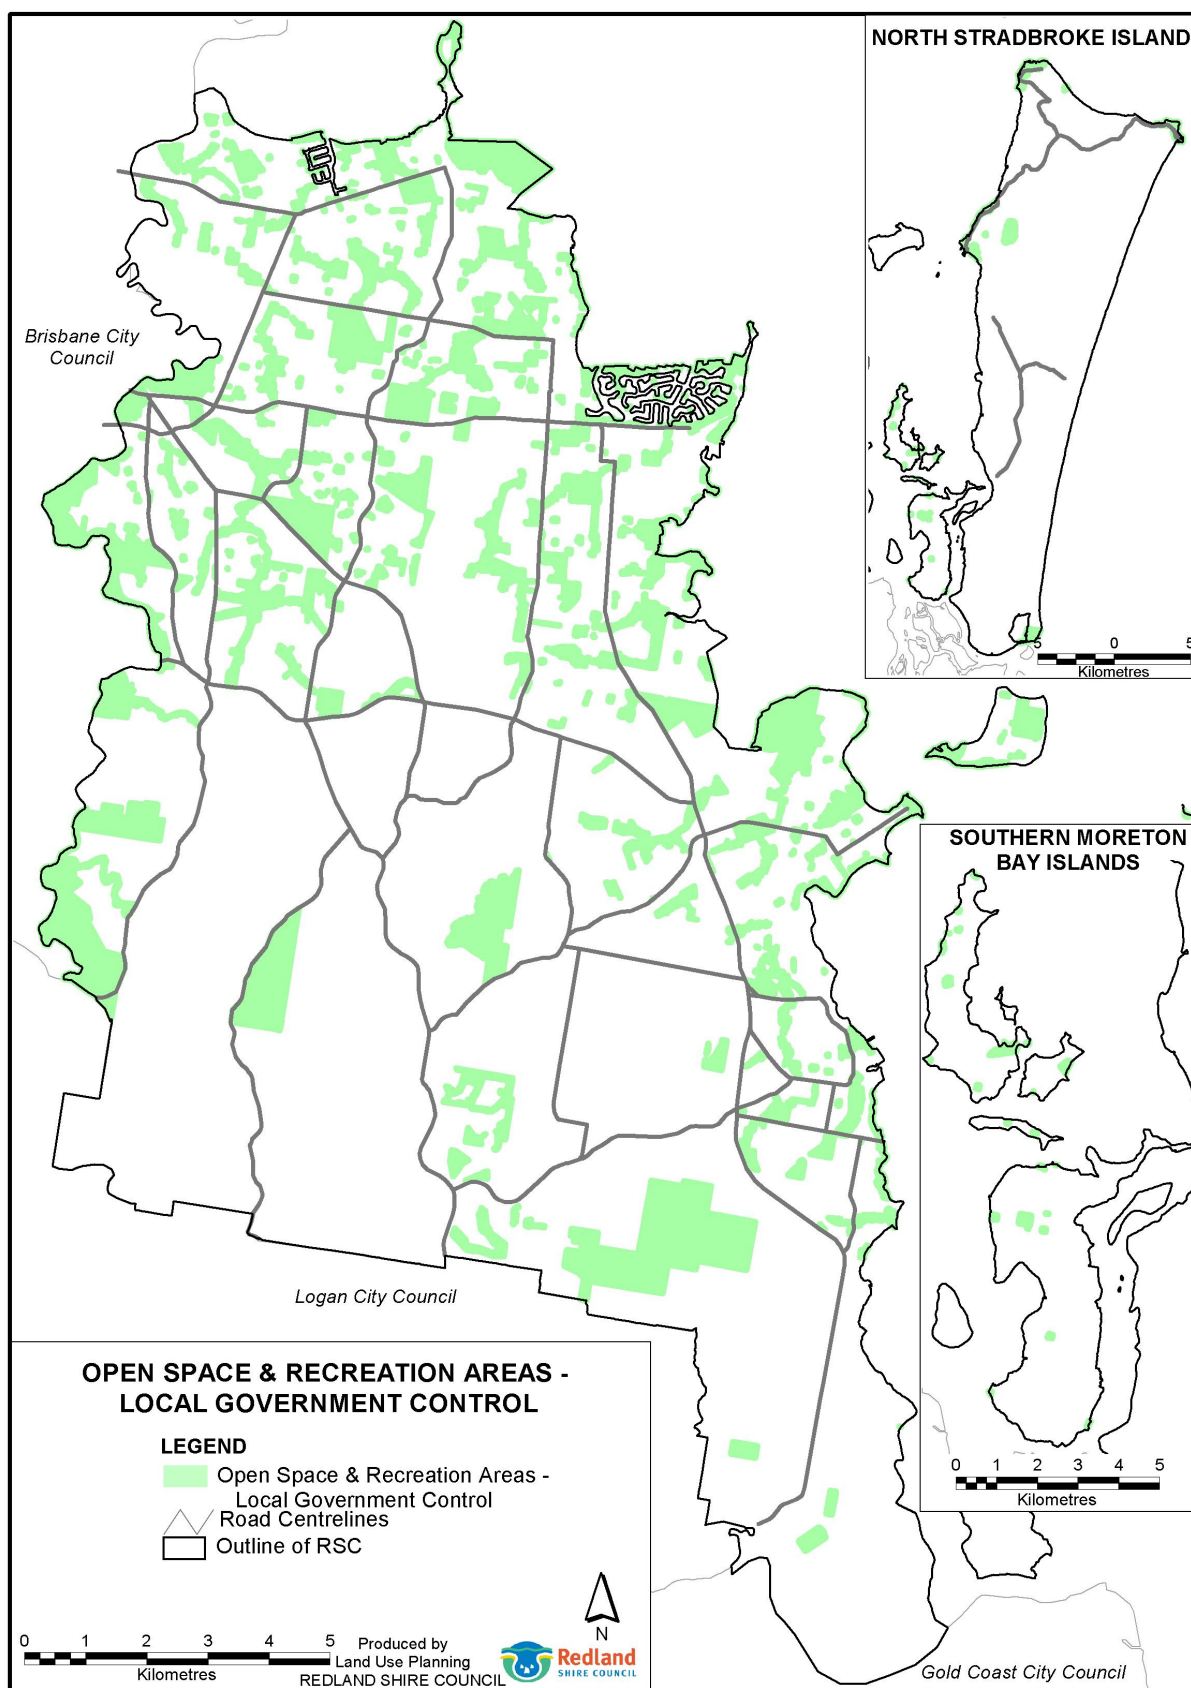 NORTH STRADBROKE ISLAND
Brisbane City
Council
5 0 5
Kilometres
SOUTHERN MORETON
BAY ISLANDS
Logan City Council
OPEN SPACE & RECREATION AREAS -
LOCAL GOVERNMENT CONTROL
LEGEND
Open Space & Recreation Areas -
Local Government Control
Road Centrelines
Outline of RSC
0 1 2 3 4 5
Kilometres
N
0 1 2 3 4 5
Kilometres
Produced by
Land Use Planning
REDLAND SHIRE COUNCIL
Redland
SHIRE COUNCIL
Gold Coast City Council